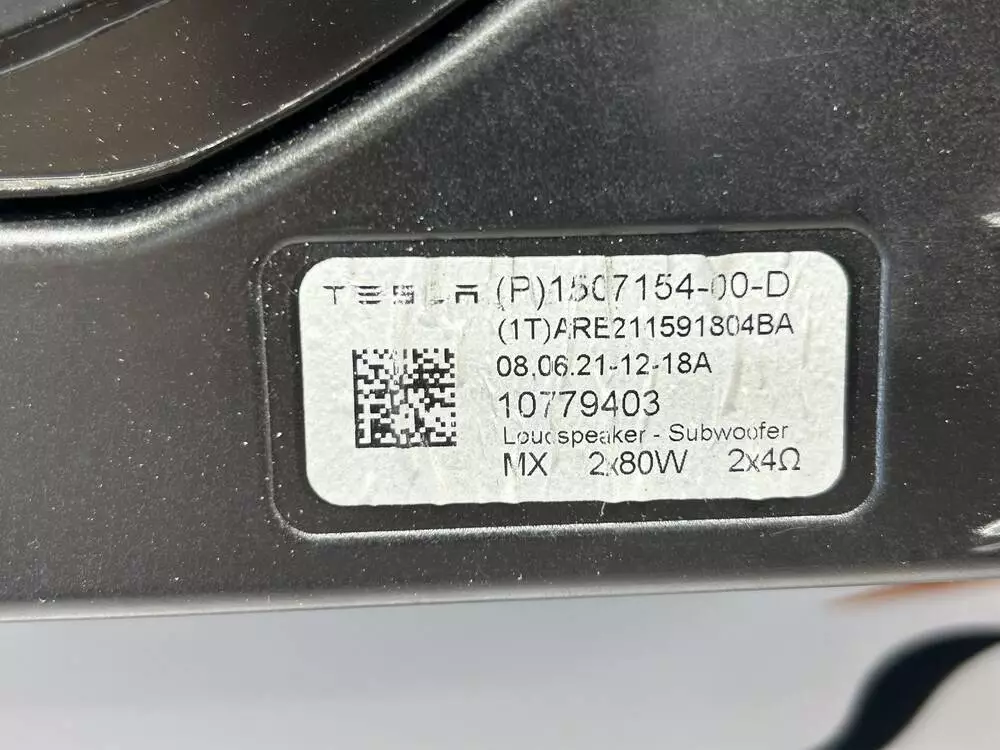 TESLA (P)1507154-00-D
(1T)ARE211591804BA
08.06.21-12-18A
10779403
Loudspeaker - Subwoofer
MX 2x80W 2x4Ω